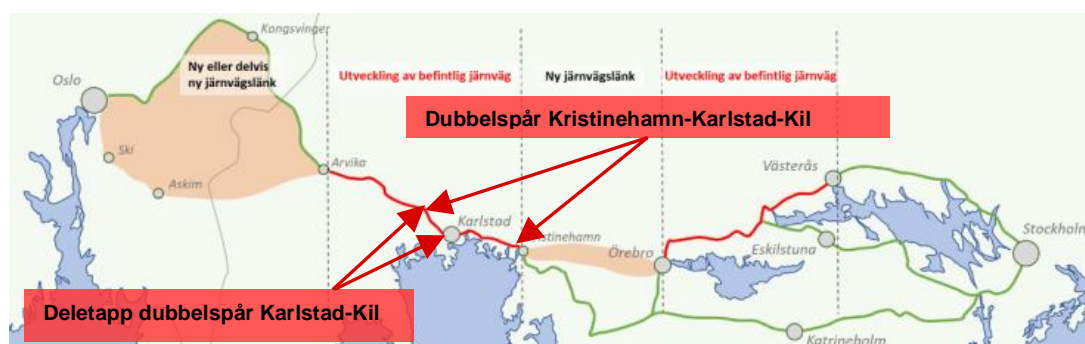 Kongsvinger
Oslo
Ny eller delvis
ny järnvägslänk
Utveckling av befintlig järnväg
Ny järnvägslänk
Utveckling av befintlig järnväg
Dubbelspår Kristinehamn-Karlstad-Kil
Ski
Askim
Arvika
Västerås
Karlstad
ristinehamn
Örebro
Eskilstuna
Stockholm
Deletapp dubbelspår Karlstad-Kil
Katrineholm